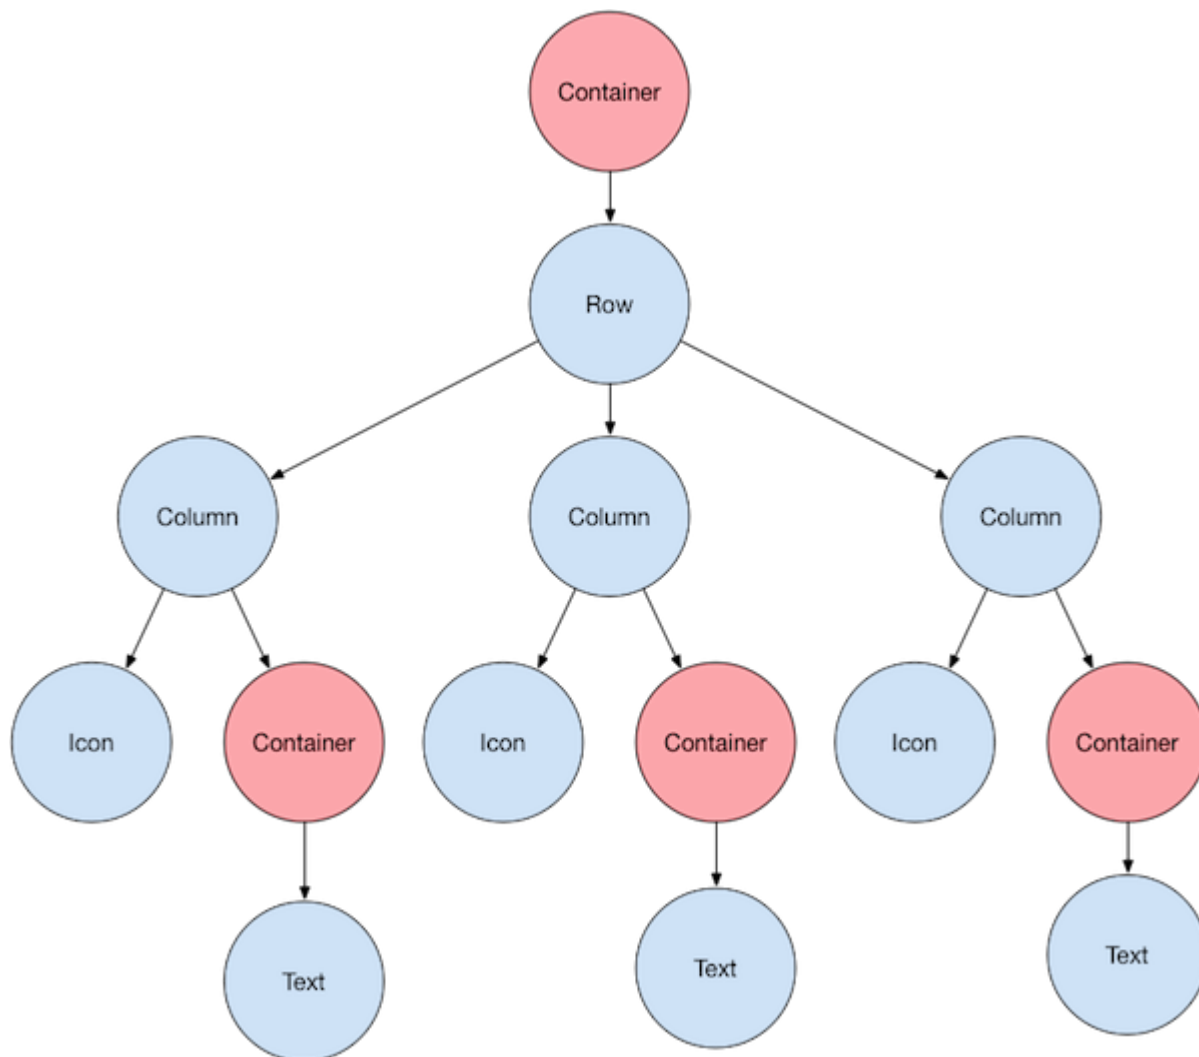 Container
Row
Column
Column
Column
Icon
Container
Icon
Container
Icon
Container
Text
Text
Text